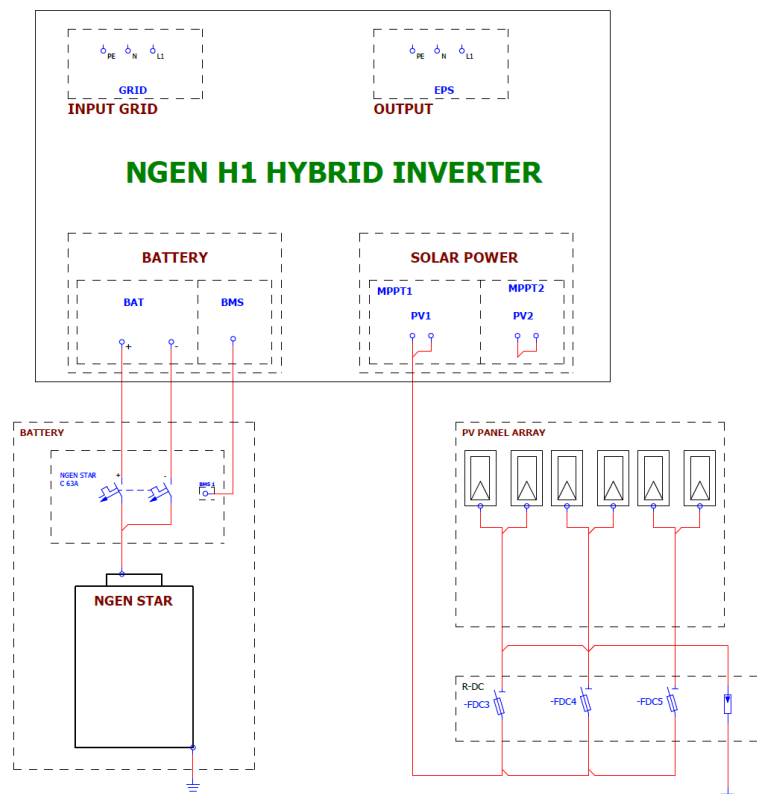 PE N L1
GRID
INPUT GRID
PE N L1
EPS
OUTPUT
NGEN H1 HYBRID INVERTER
BATTERY
BAT
BMS
+
-
SOLAR POWER
MPPT1
PV1
MPPT2
PV2
BATTERY
NGEN STAR
C 63A
+
-
BMS 1
NGEN STAR
PV PANEL ARRAY
R-DC
-FDC3
-FDC4
-FDC5